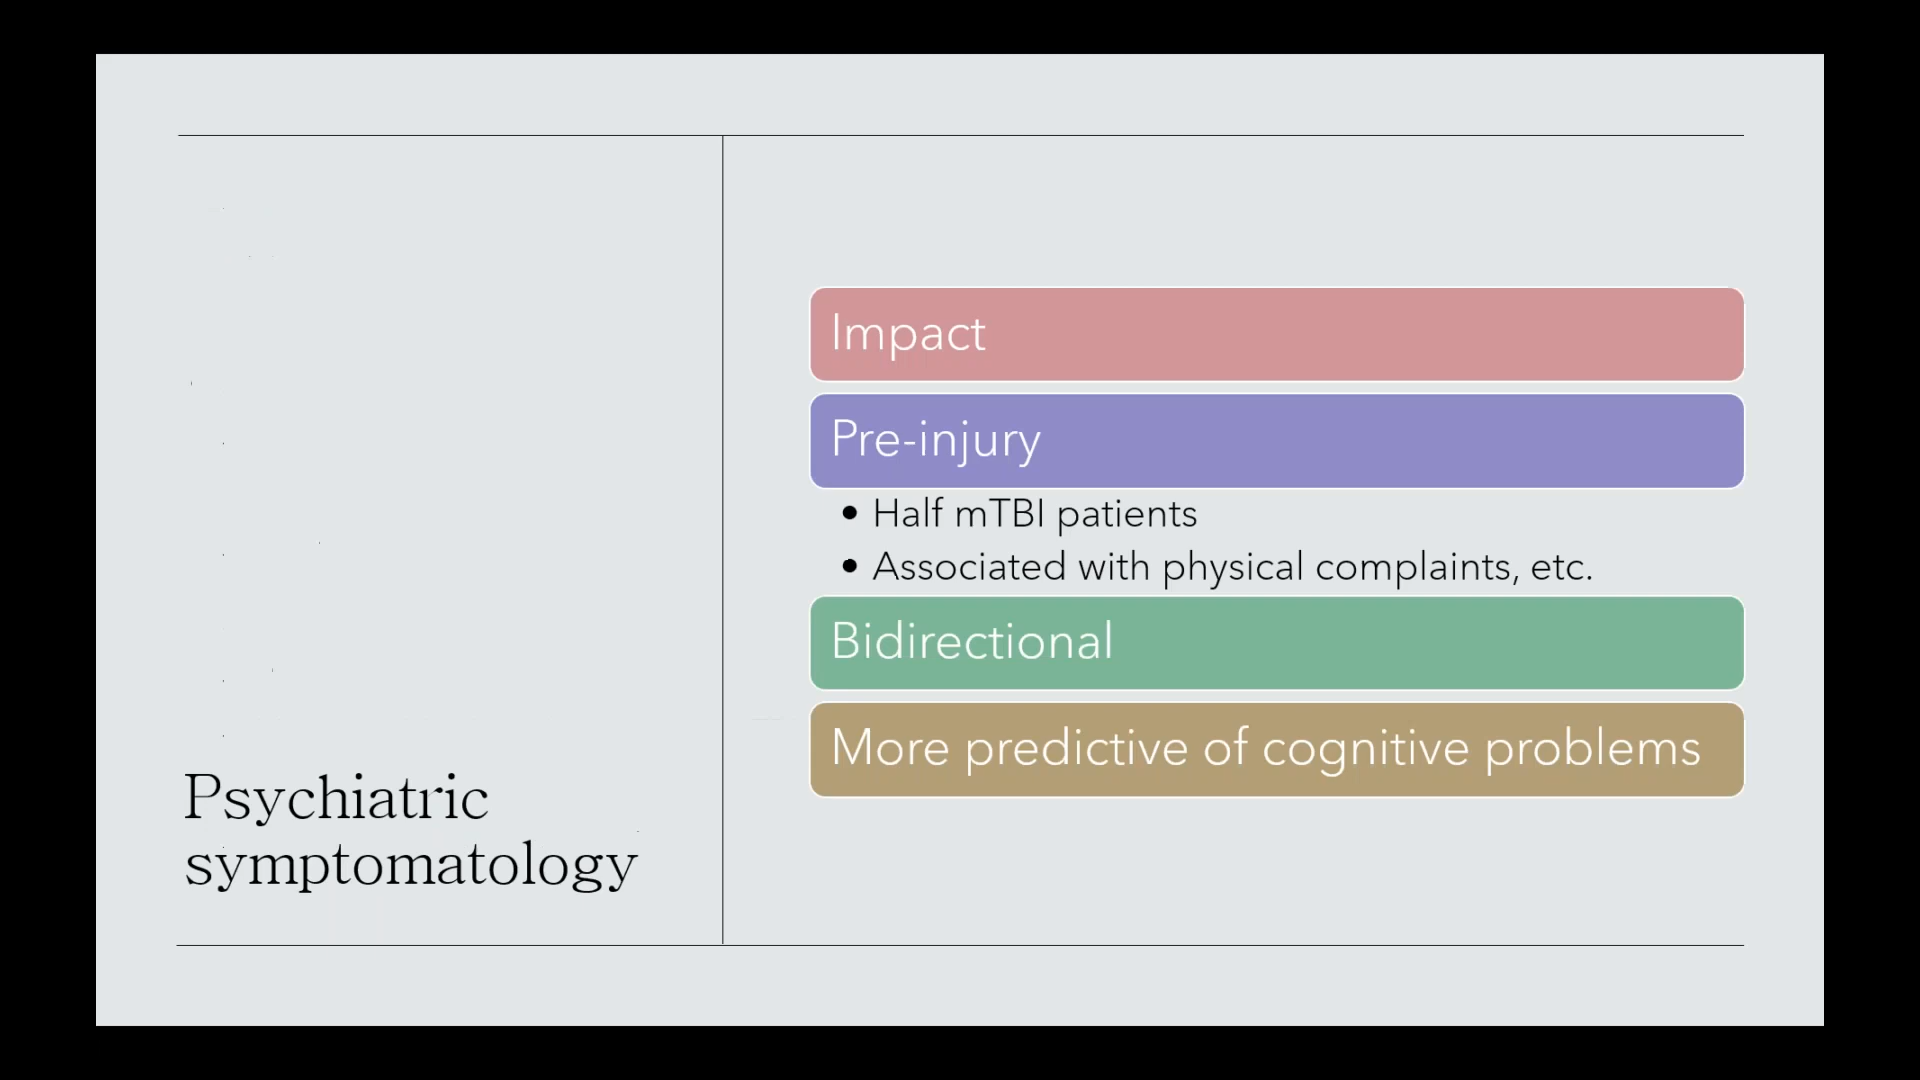 Psychiatric
symptomatology
Impact
Pre-injury
• Half mTBI patients
• Associated with physical complaints, etc.
Bidirectional
More predictive of cognitive problems